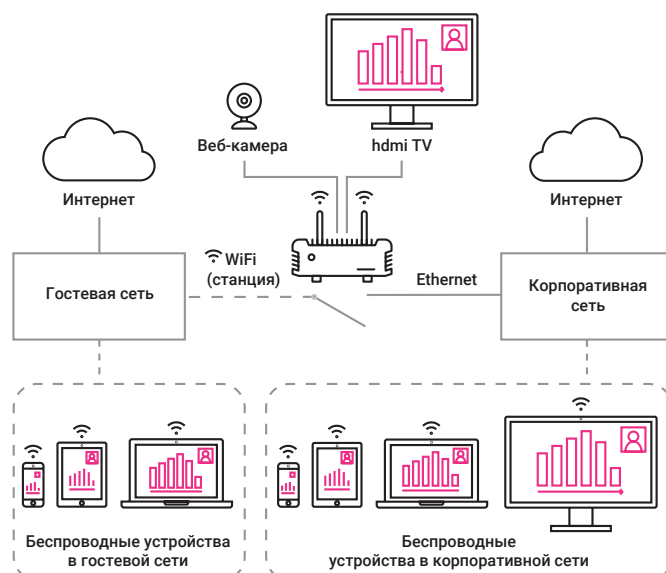 Веб-камера
hdmi TV
Интернет
Интернет
WiFi
(станция)
Гостевая сеть
Ethernet
Корпоративная
сеть
Беспроводные устройства
в гостевой сети
Беспроводные
устройства в корпоративной сети